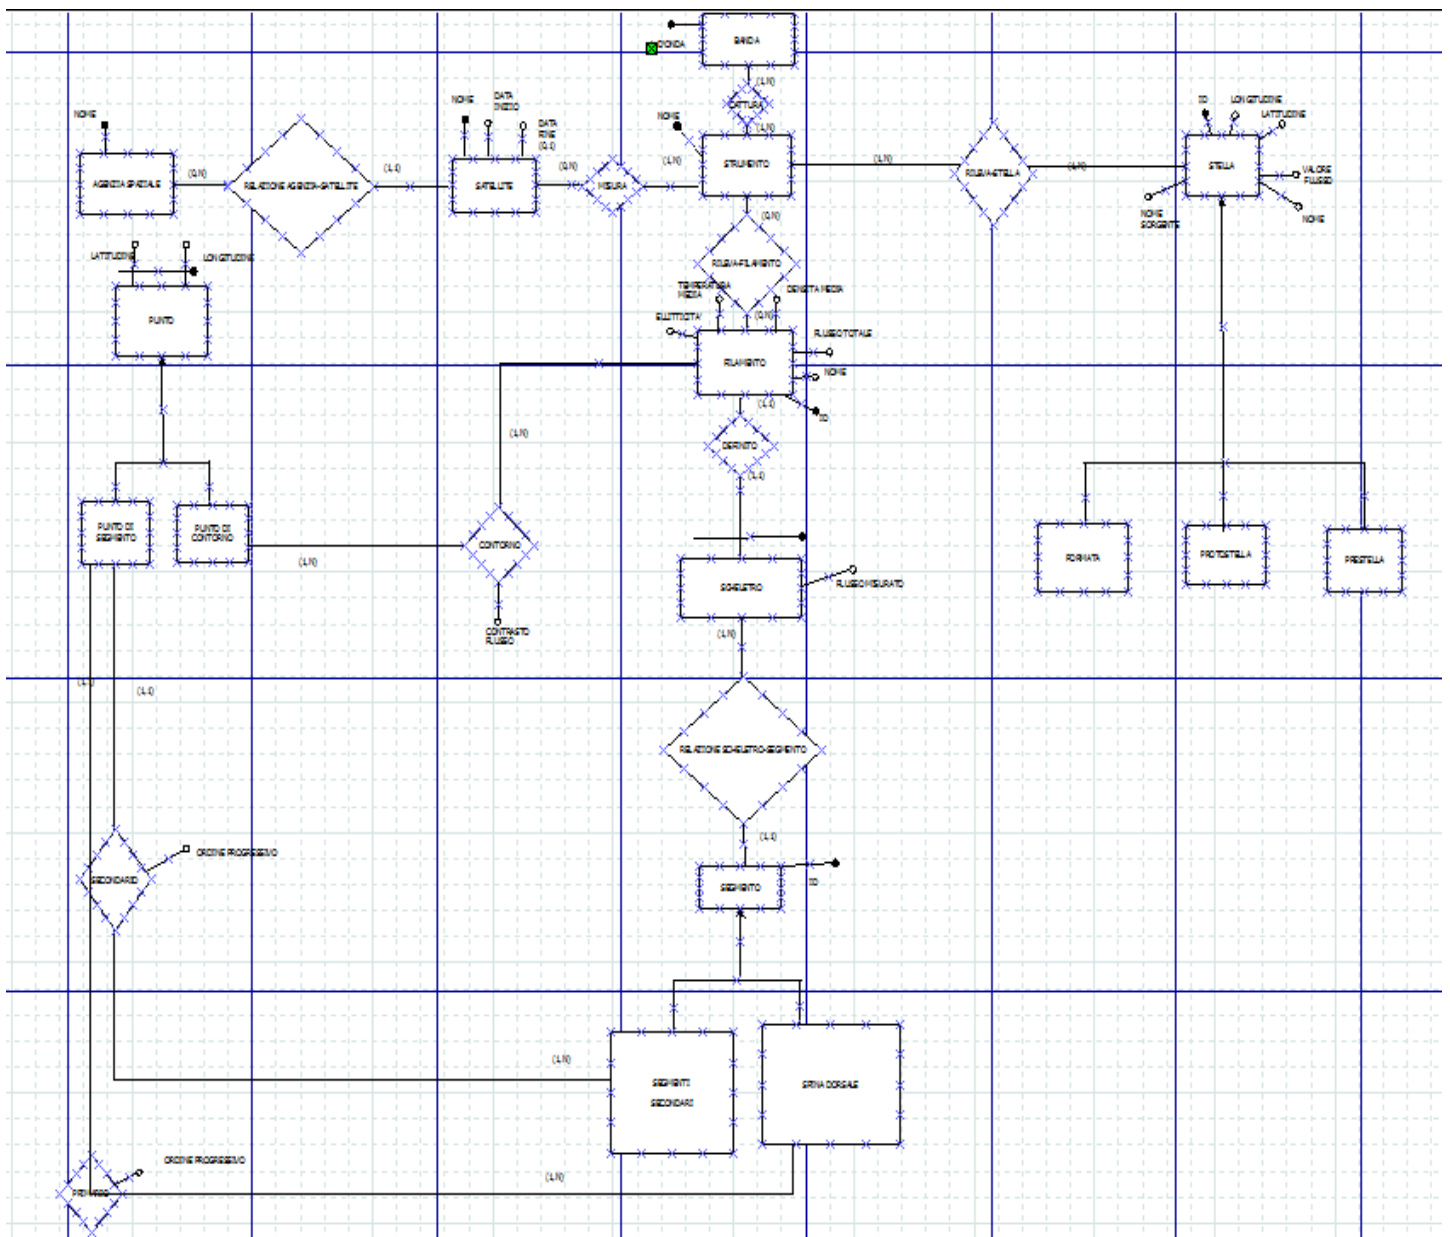 BANDA
D'ONDA
(1,N)
CATTURA
(1,N)
NOME
STRUMENTO
NOME
DATA
INIZIO
DATA
FINE
(0,1)
NOME
AGENZIA SPAZIALE
(0,N)
RELAZIONE AGENZIA-SATELLITE
(1,1)
SATELLITE
(0,N)
MISURA
(1,N)
(1,N)
RILEVA-STELLA
(1,N)
ID
LONGITUDINE
LATITUDINE
STELLA
VALORE
FLUSSO
NOME
SORGENTE
NOME
(0,N)
RILEVA-FILAMENTO
TEMPERATURA
MEDIA
DENSITA MEDIA
(0,N)
ELLITTICITA'
FLUSSO TOTALE
FILAMENTO
NOME
ID
LATITUDINE
LONGITUDINE
PUNTO
(1,N)
(1,1)
DEFINITO
(1,1)
PUNTO DI
SEGMENTO
PUNTO DI
CONTORNO
(1,N)
CONTORNO
CONTRASTO
FLUSSO
SCHELETRO
FLUSSO MISURATO
FORMATA
PROTOSTELLA
PRESTELLA
(1,N)
(1,1)
(1,1)
RELAZIONE SCHELETRO-SEGMENTO
(1,1)
SECONDARIO
ORDINE PROGRESSIVO
SEGMENTO
ID
(1,N)
SEGMENTI
SECONDARI
SPINA DORSALE
ORDINE PROGRESSIVO
PRIMARIO
(1,N)